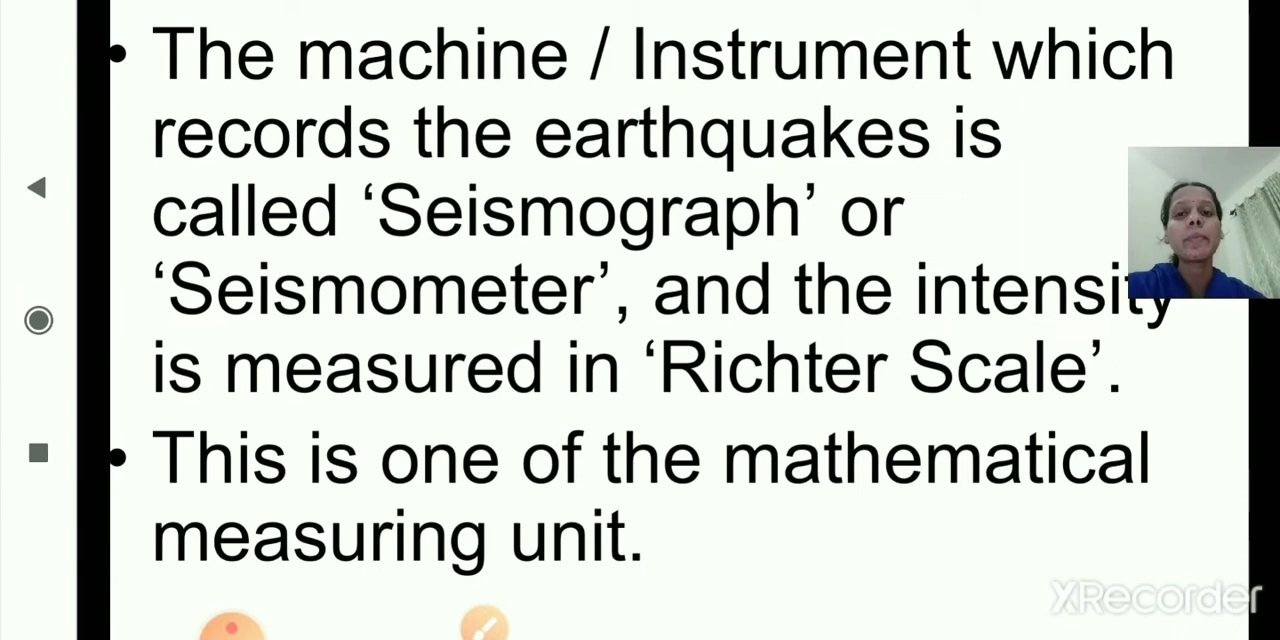 • The machine / Instrument which
records the earthquakes is
called ‘Seismograph’ or
‘Seismometer’, and the intensity
is measured in ‘Richter Scale’.
• This is one of the mathematical
measuring unit.
XRecorder